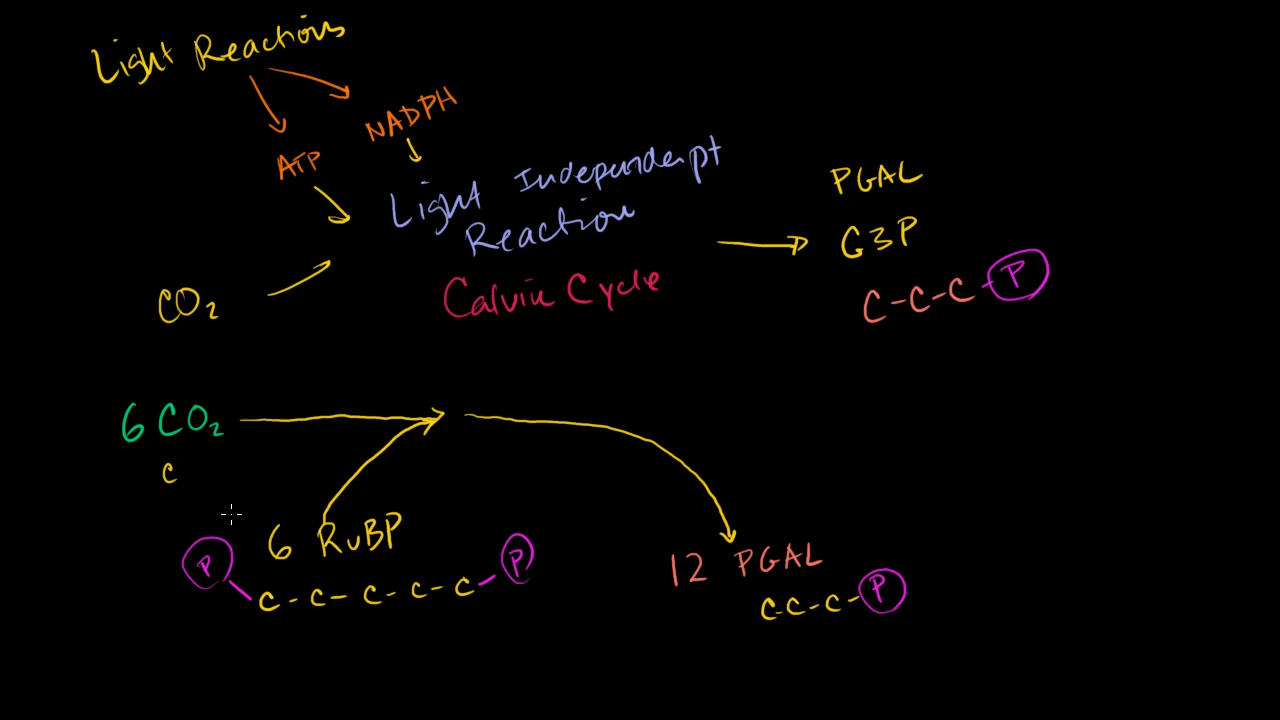 Light Reactions
ATP
NADPH
Light Independent
Reaction
Calvin Cycle
CO2
PGAL
G3P
C-C-C-P
6 CO2
C
6 RuBP
P-C-C-C-C-C-P
12 PGAL
C-C-C-P